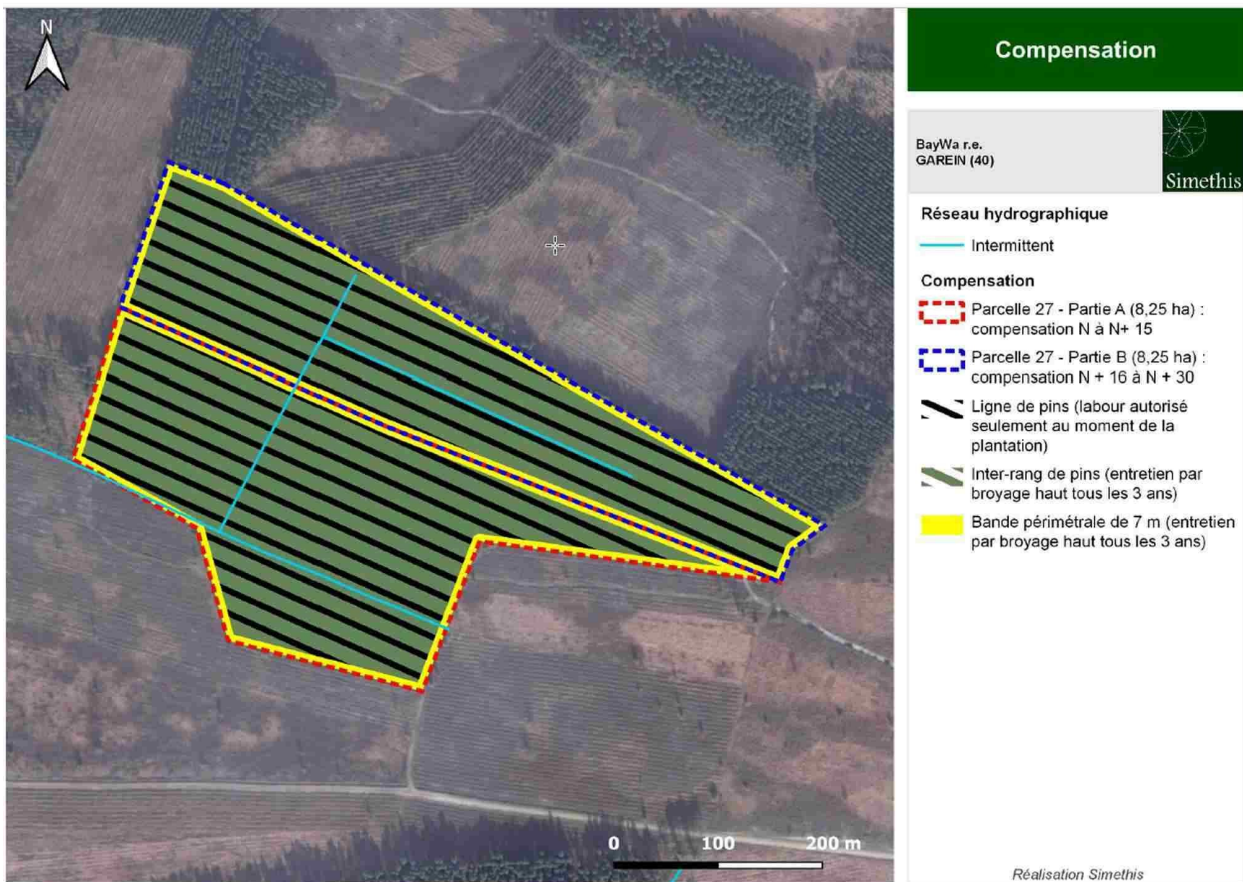 N
Compensation
BayWa r.e.
GAREIN (40)
Simethis
Réseau hydrographique
Intermittent
Compensation
Parcelle 27 - Partie A (8,25 ha) :
compensation N à N+ 15
Parcelle 27 - Partie B (8,25 ha) :
compensation N + 16 à N + 30
Ligne de pins (labour autorisé
seulement au moment de la
plantation)
Inter-rang de pins (entretien par
broyage haut tous les 3 ans)
Bande périmétrale de 7 m (entretien
par broyage haut tous les 3 ans)
0 100 200 m
Réalisation Simethis